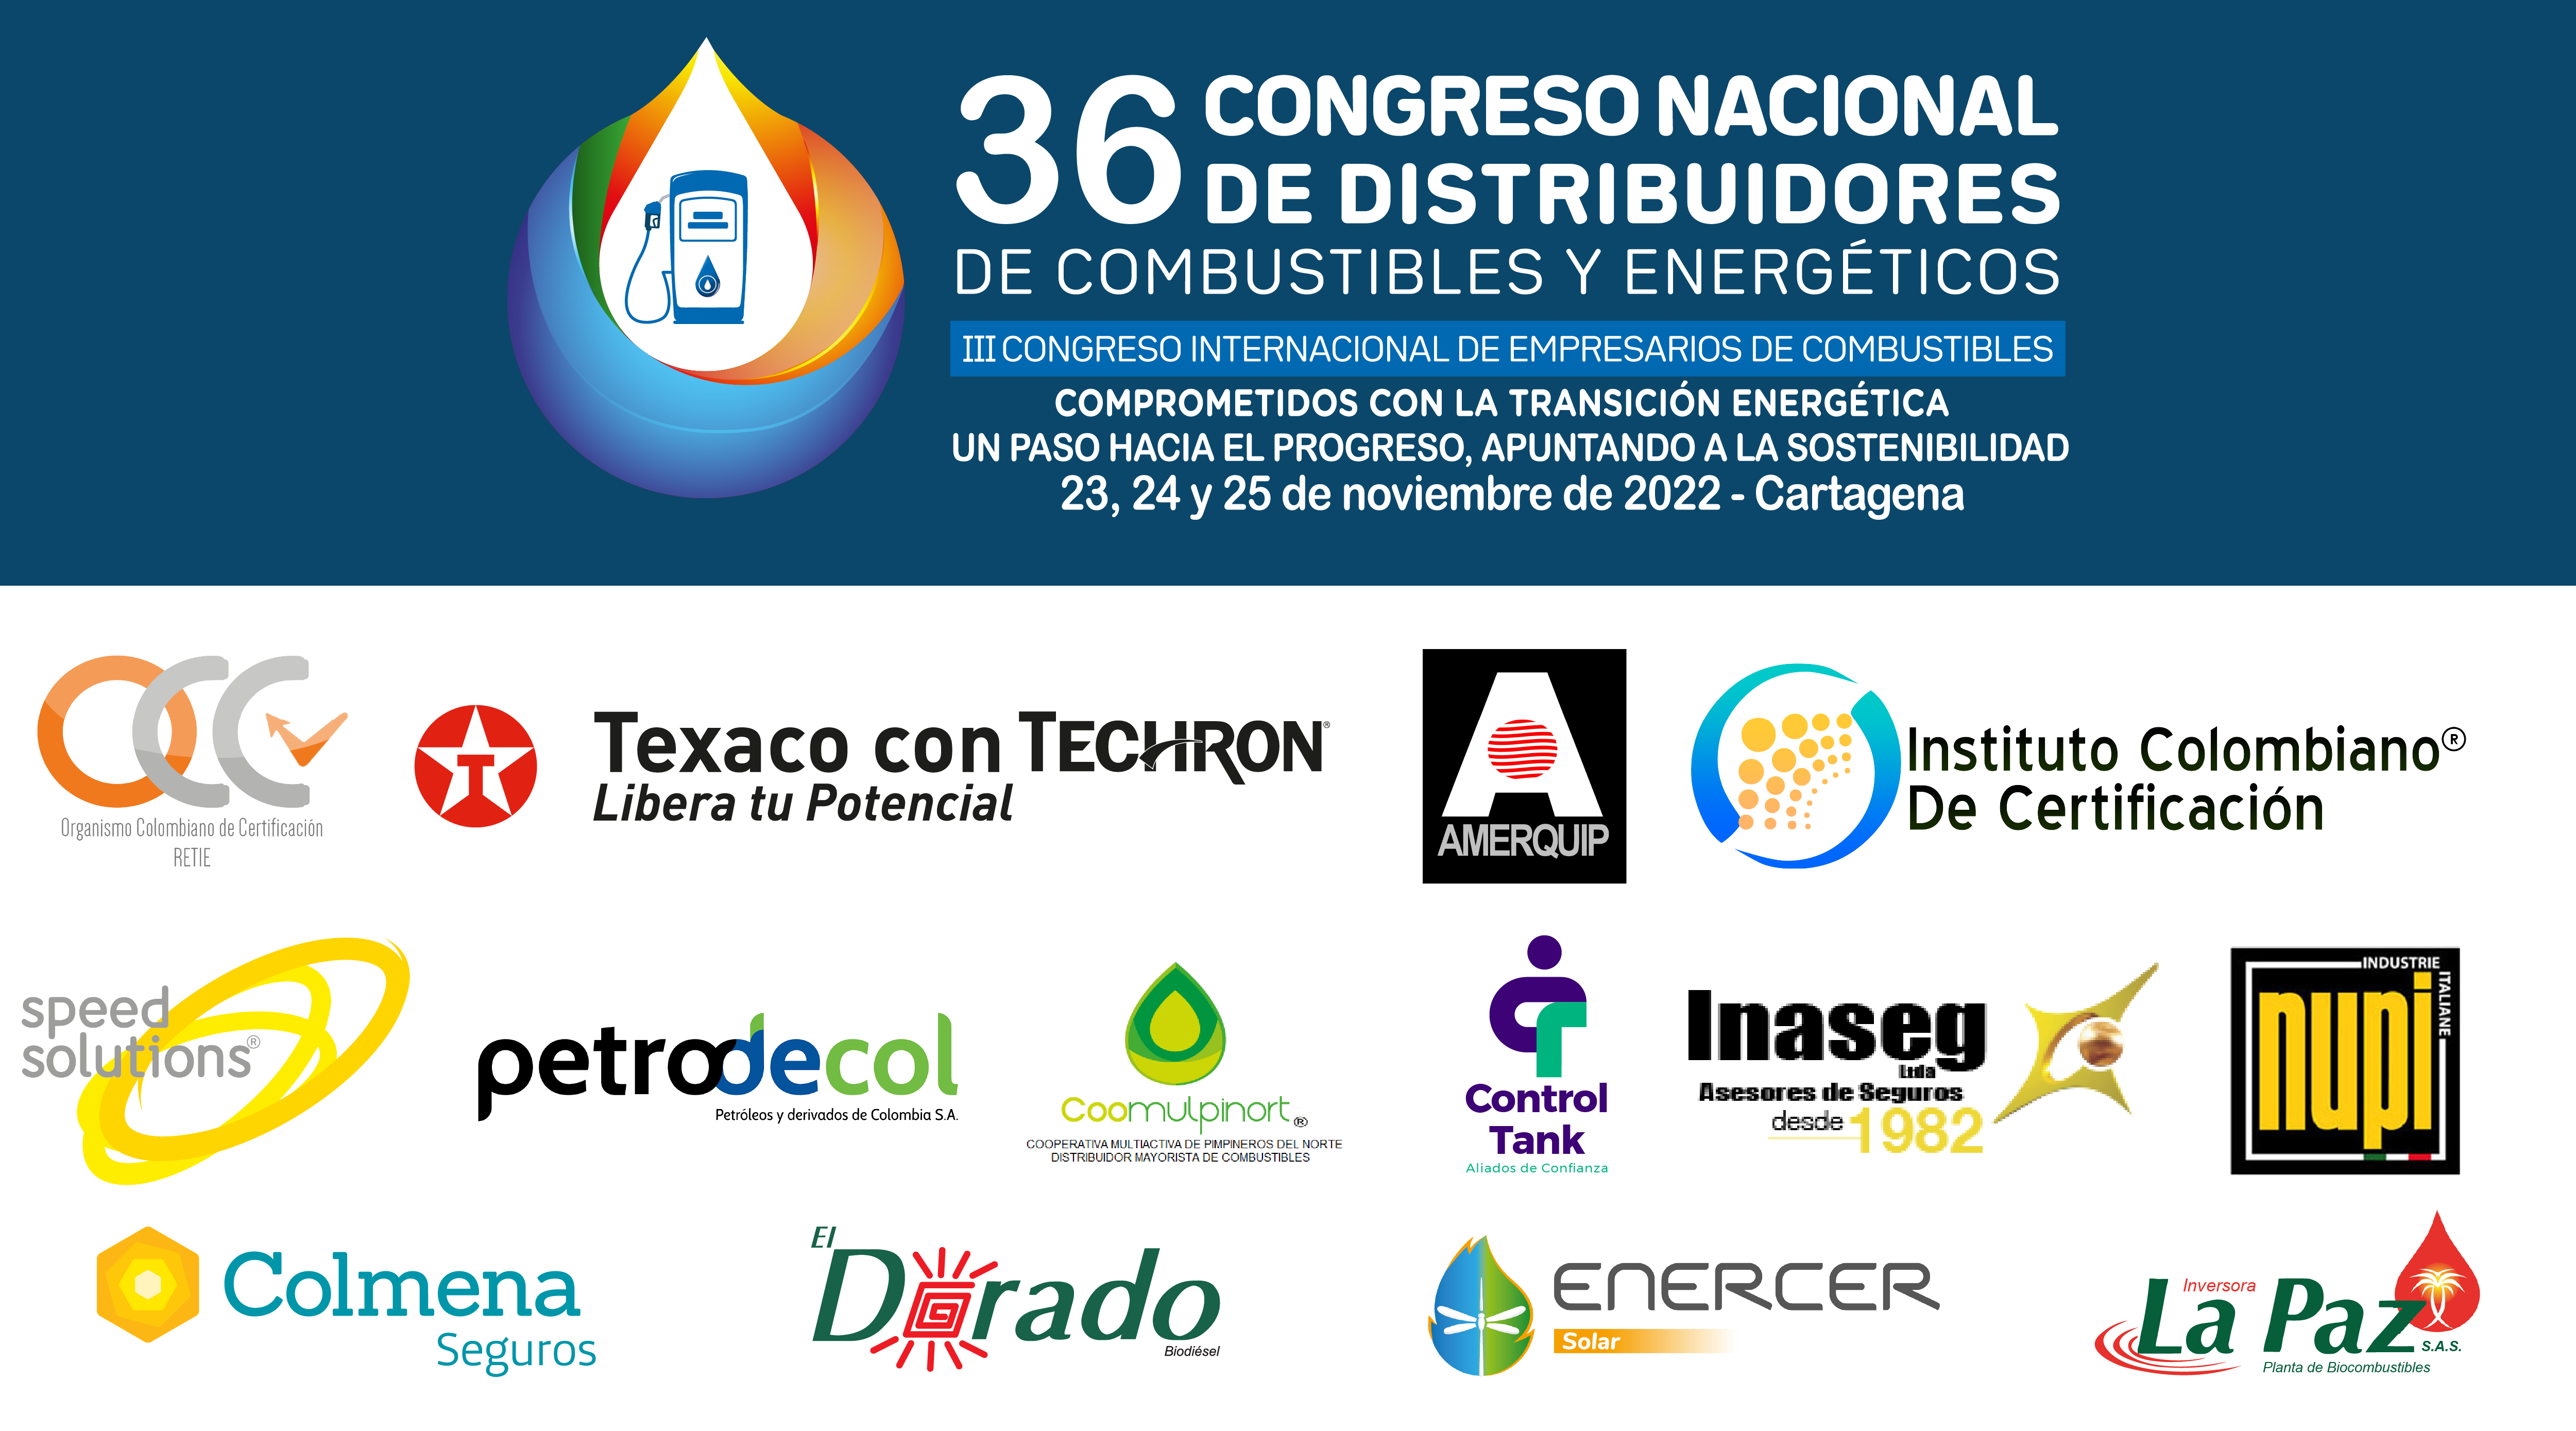 36 CONGRESO NACIONAL
DE DISTRIBUIDORES
DE COMBUSTIBLES Y ENERGÉTICOS
III CONGRESO INTERNACIONAL DE EMPRESARIOS DE COMBUSTIBLES
COMPROMETIDOS CON LA TRANSICIÓN ENERGÉTICA
UN PASO HACIA EL PROGRESO, APUNTANDO A LA SOSTENIBILIDAD
23, 24 y 25 de noviembre de 2022 - Cartagena
OCC
Organismo Colombiano de Certificación
RETIE
T
Texaco con TECHRON®
Libera tu Potencial
A
AMERQUIP
Instituto Colombiano®
De Certificación
speed
solutions®
petrodecol
Petróleos y derivados de Colombia S.A.
Coomulpinort®
COOPERATIVA MULTIACTIVA DE PIMPINEROS DEL NORTE
DISTRIBUIDOR MAYORISTA DE COMBUSTIBLES
Control
Tank
Aliados de Confianza
Inaseg
Ltda
Asesores de Seguros
desde 1982
INDUSTRIE
ITALIANE
nupi
Colmena
Seguros
El
Dorado
Biodiésel
ENERCER
Solar
Inversora
La Paz
S.A.S.
Planta de Biocombustibles